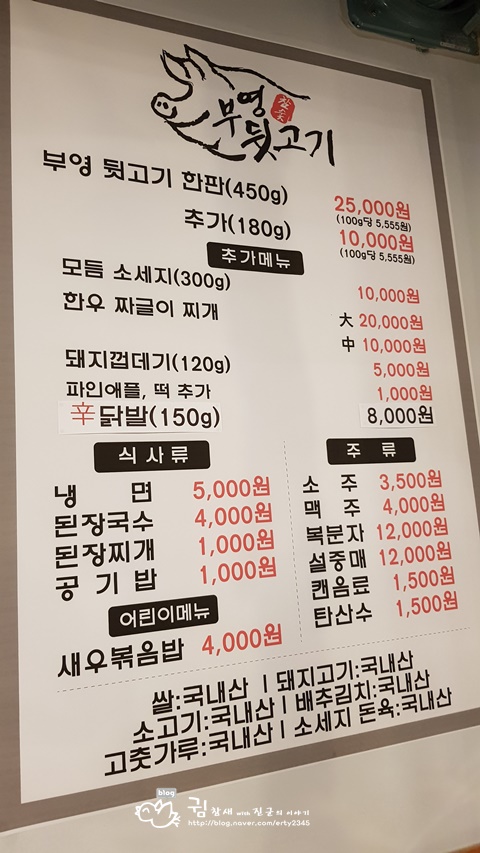 부영
참숯
뒷고기
부영 뒷고기 한판(450g) 25,000원
(100g당 5,555원)
추가(180g) 10,000원
(100g당 5,555원)
추가메뉴
모듬 소세지(300g) 10,000원
한우 짜글이 찌개 大 20,000원
中 10,000원
돼지껍데기(120g) 5,000원
파인애플, 떡 추가 1,000원
辛닭발(150g) 8,000원
식사류
냉 면 5,000원
된장국수 4,000원
된장찌개 1,000원
공 기 밥 1,000원
어린이메뉴
새우볶음밥 4,000원
주 류
소 주 3,500원
맥 주 4,000원
복분자 12,000원
설중매 12,000원
캔음료 1,500원
탄산수 1,500원
쌀:국내산 | 돼지고기:국내산
소고기:국내산 | 배추김치:국내산
고춧가루:국내산 | 소세지 돈육:국내산
blog
귐 참새 with 진군의 이야기
http://blog.naver.com/erty2345